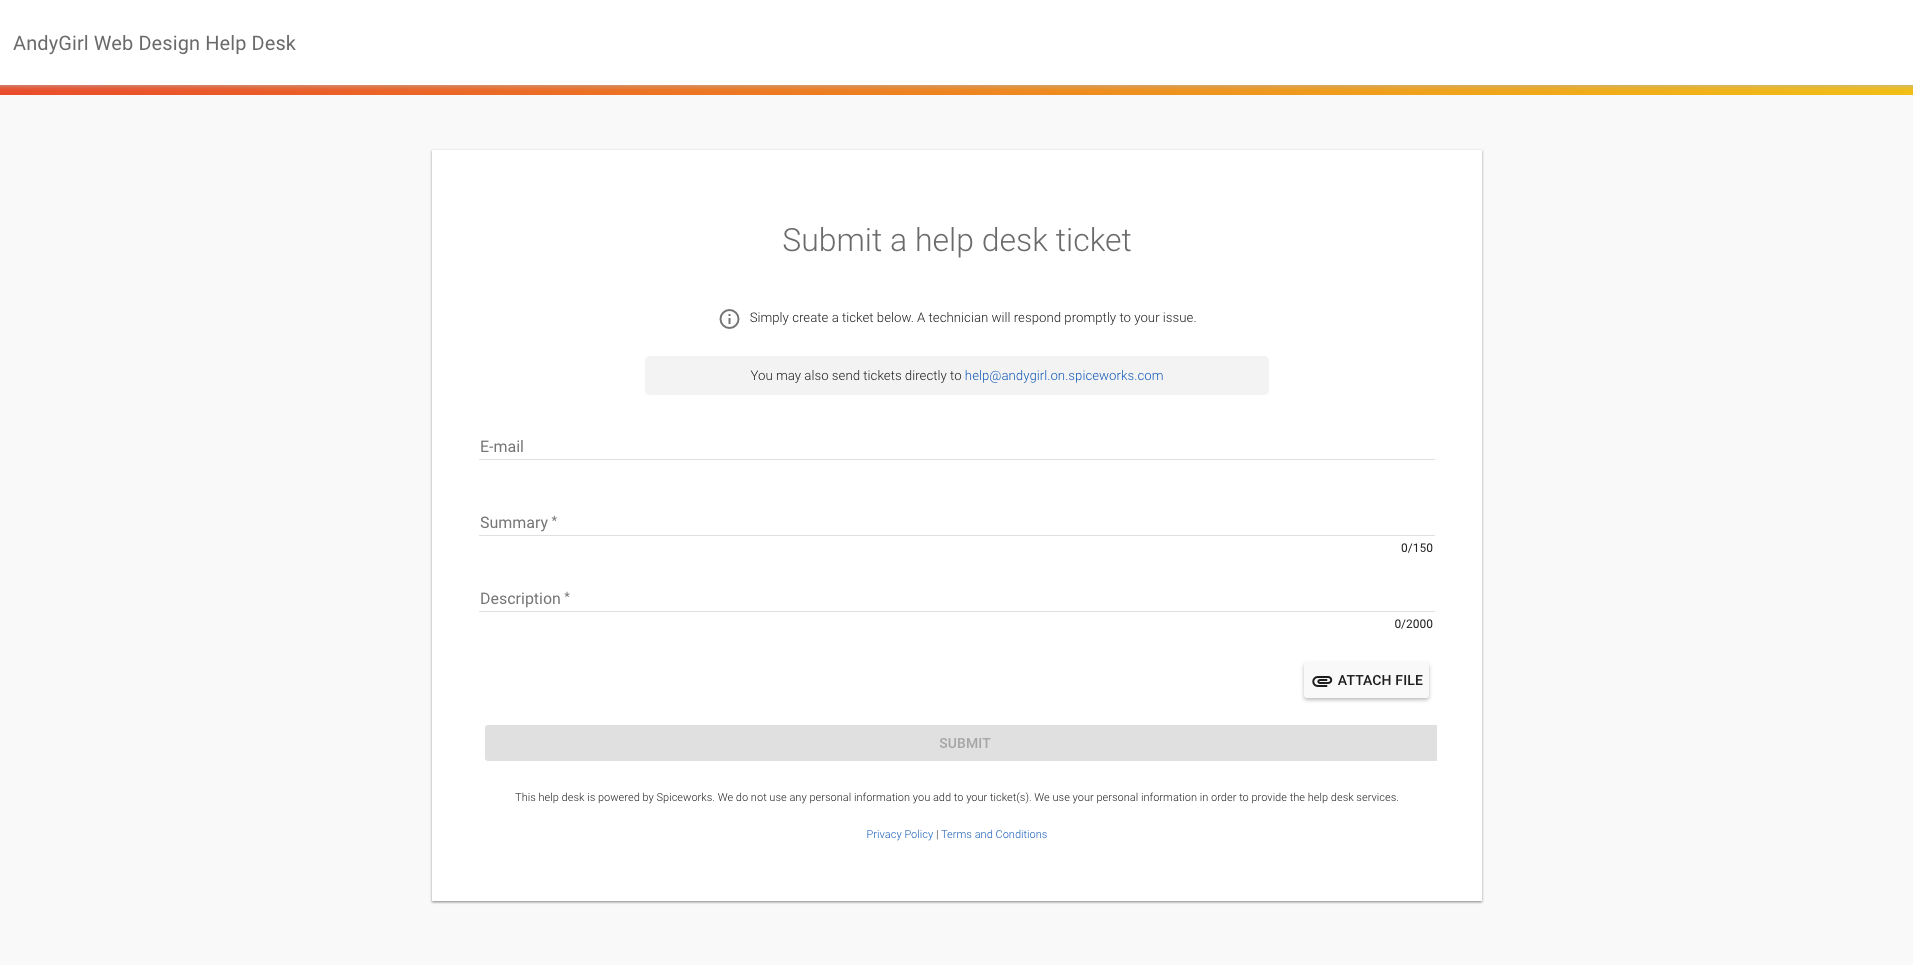 AndyGirl Web Design Help Desk
Submit a help desk ticket
Simply create a ticket below. A technician will respond promptly to your issue.
You may also send tickets directly to help@andygirl.on.spiceworks.com
E-mail
Summary *
0/150
Description *
0/2000
ATTACH FILE
SUBMIT
This help desk is powered by Spiceworks. We do not use any personal information you add to your ticket(s). We use your personal information in order to provide the help desk services.
Privacy Policy | Terms and Conditions